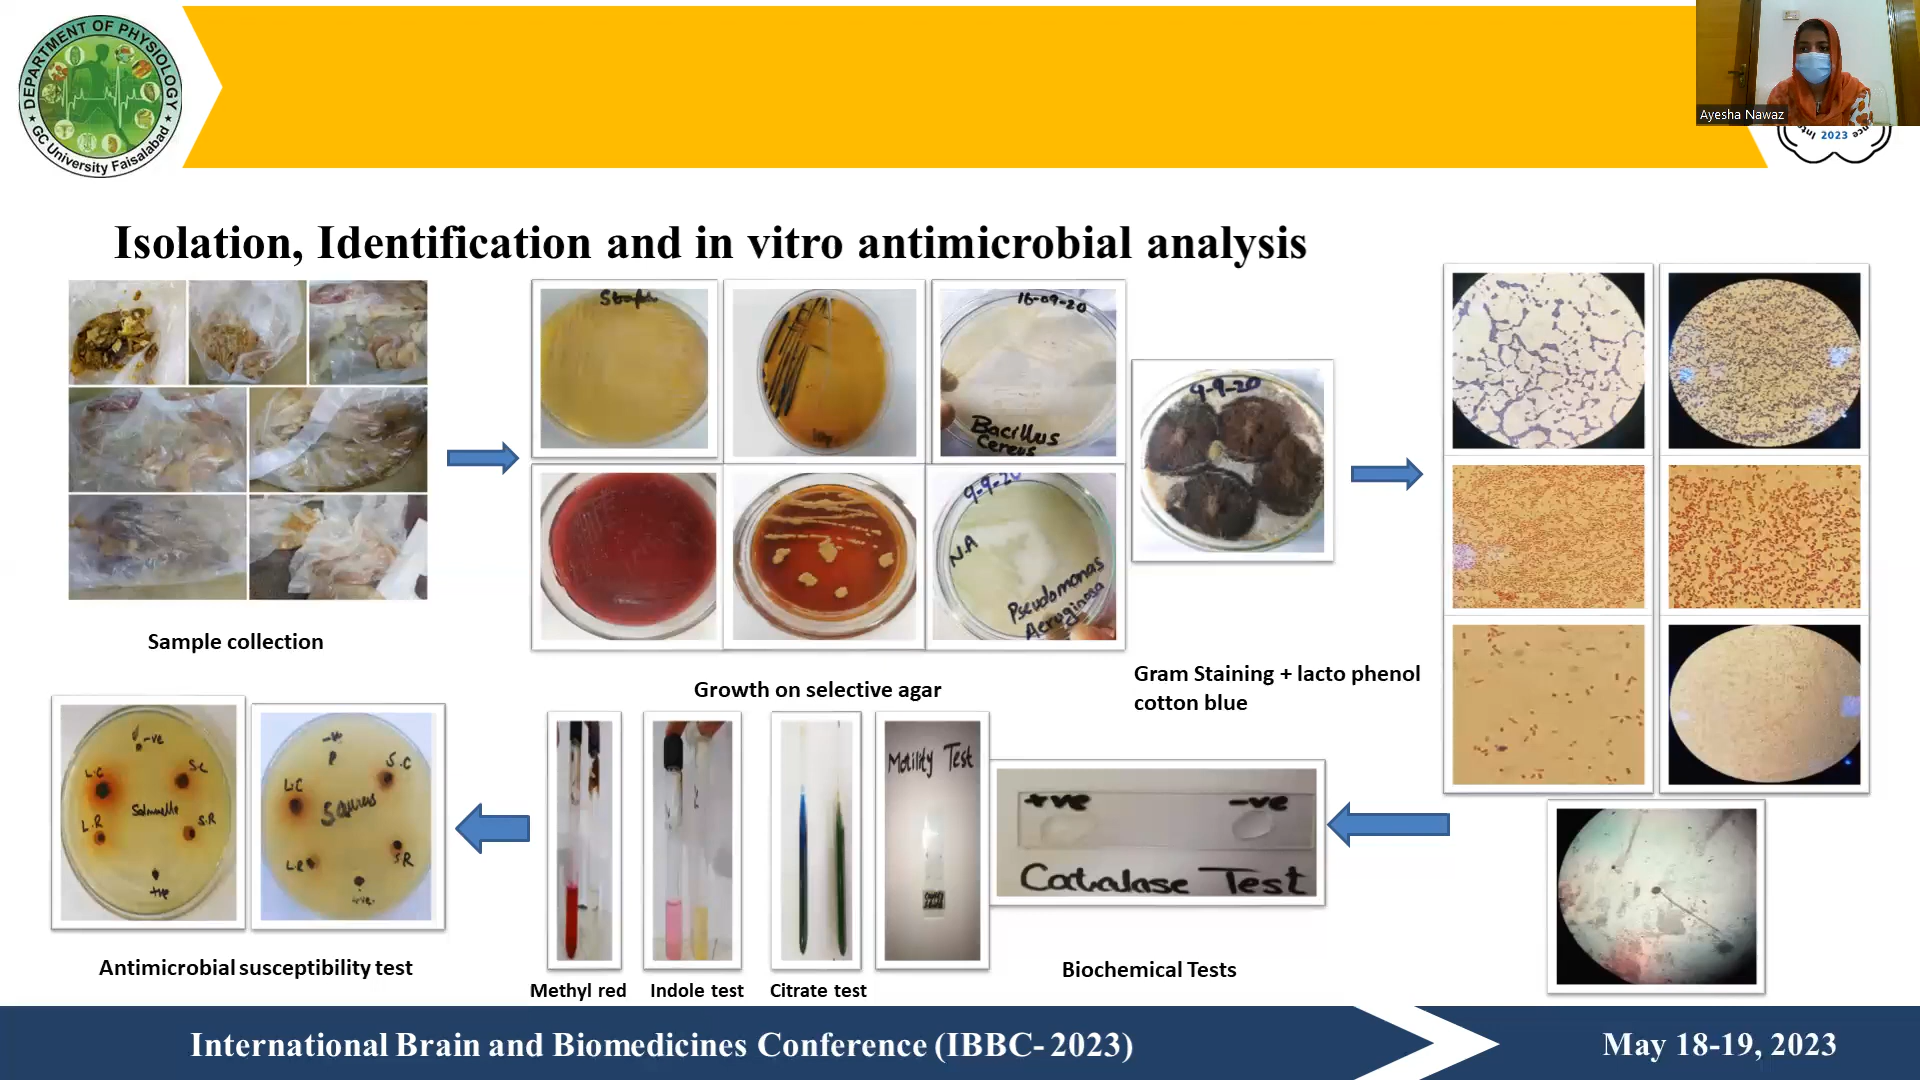 DEPARTMENT OF PHYSIOLOGY
★ GC University Faisalabad ★
Ayesha Nawaz
2023
Isolation, Identification and in vitro antimicrobial analysis
Staph
16-09-20
Bacillus
Cereus
9-9-20
9-9-20
N.A
Pseudomonas
Aeruginosa
Sample collection
Growth on selective agar
Gram Staining + lacto phenol
cotton blue
-ve
L.C
S.C
Salmonella
L.R
S.R
+ve
-ve
P
S.C
L.C
S.aureus
L.R
S.R
+ve
Motility Test
+ve
-ve
Catalase Test
Antimicrobial susceptibility test
Methyl red
Indole test
Citrate test
Biochemical Tests
International Brain and Biomedicines Conference (IBBC- 2023)
May 18-19, 2023